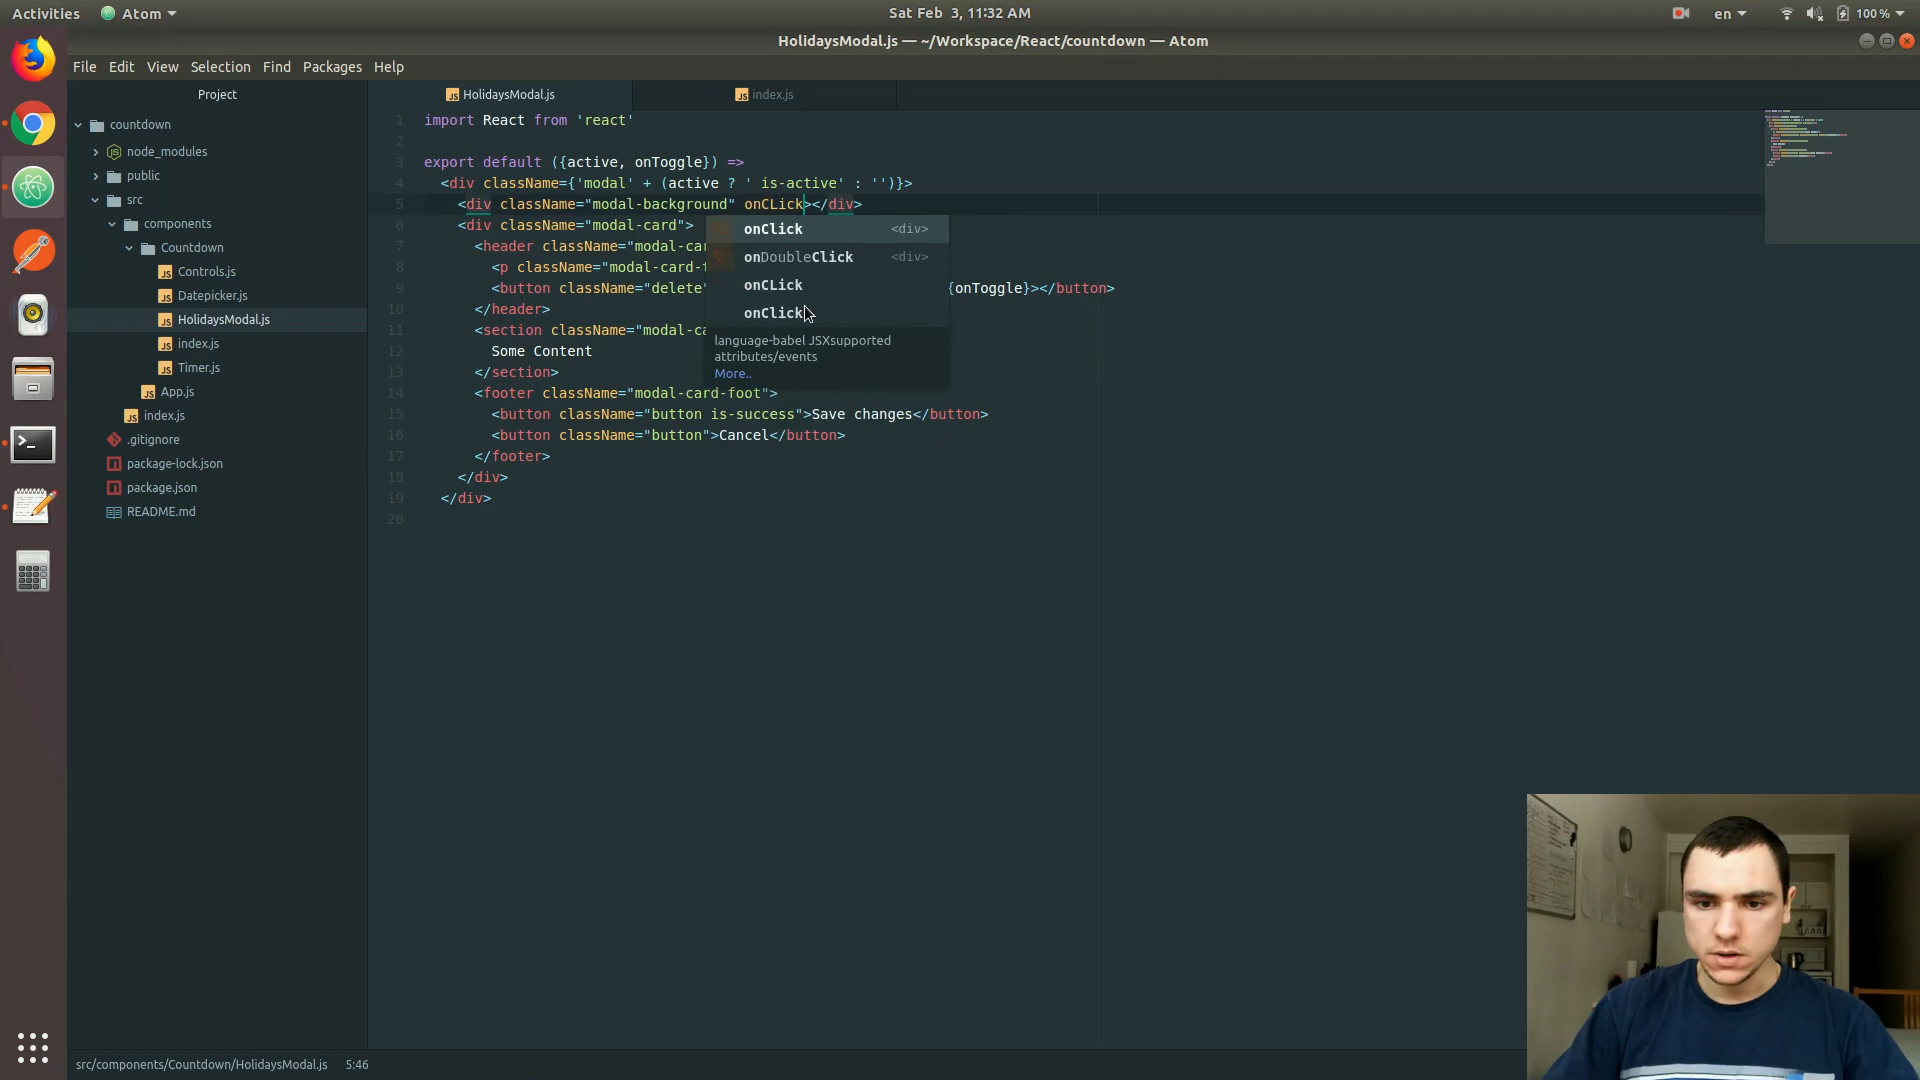 Activities
Atom
Sat Feb 3, 11:32 AM
en
100 %
HolidaysModal.js — ~/Workspace/React/countdown — Atom
File Edit View Selection Find Packages Help
Project
countdown
node_modules
public
src
components
Countdown
Controls.js
Datepicker.js
HolidaysModal.js
index.js
Timer.js
App.js
index.js
.gitignore
package-lock.json
package.json
README.md
HolidaysModal.js
index.js
1 import React from 'react'
2
3 export default ({active, onToggle}) =>
4 <div className={'modal' + (active ? ' is-active' : '')}>
5 <div className="modal-background" onCLick></div>
6 <div className="modal-card">
7 <header className="modal-car
8 <p className="modal-card-t
9 <button className="delete" {onToggle}></button>
10 </header>
11 <section className="modal-ca
12 Some Content
13 </section>
14 <footer className="modal-card-foot">
15 <button className="button is-success">Save changes</button>
16 <button className="button">Cancel</button>
17 </footer>
18 </div>
19 </div>
20
onClick <div>
onDoubleClick <div>
onCLick
onClick
language-babel JSXsupported
attributes/events
More..
src/components/Countdown/HolidaysModal.js 5:46